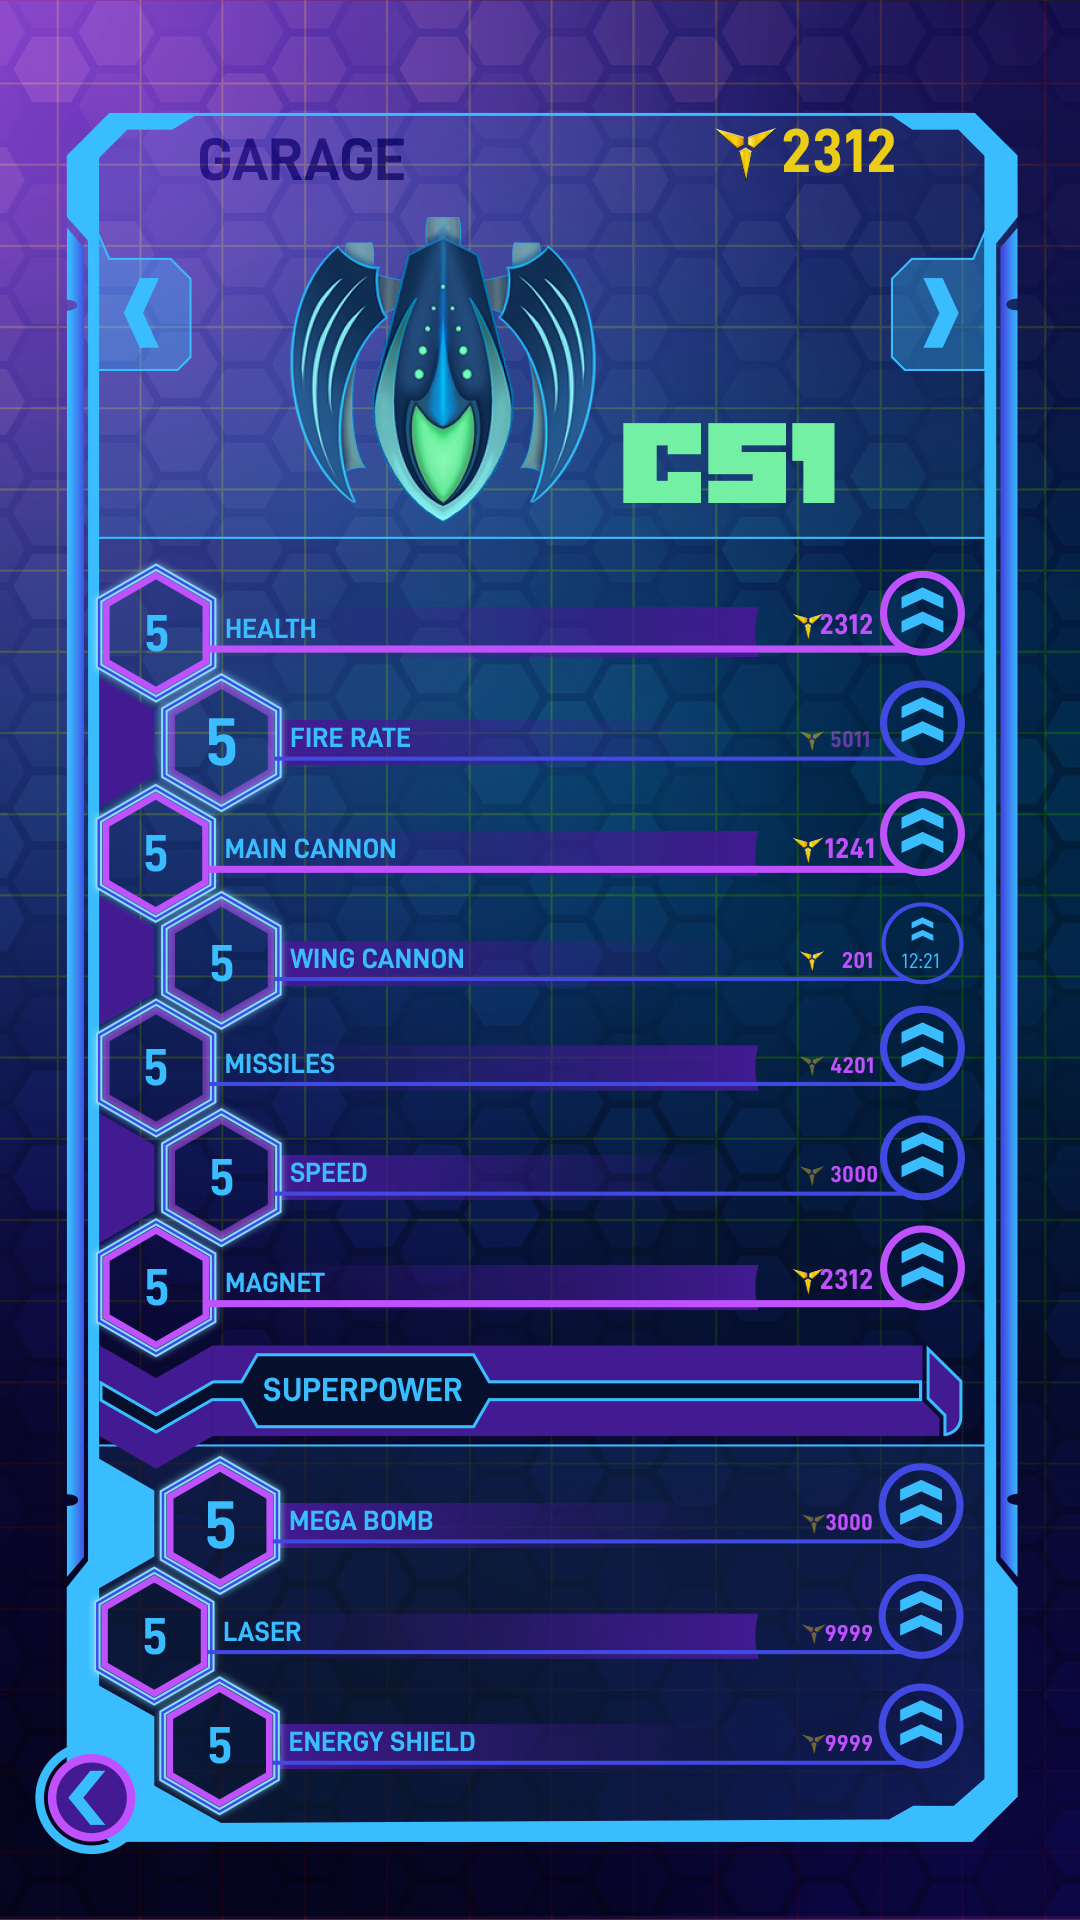 GARAGE 2312
CS1
5 HEALTH 2312
5 FIRE RATE 5011
5 MAIN CANNON 1241
5 WING CANNON 201 12:21
5 MISSILES 4201
5 SPEED 3000
5 MAGNET 2312
SUPERPOWER
5 MEGA BOMB 3000
5 LASER 9999
5 ENERGY SHIELD 9999